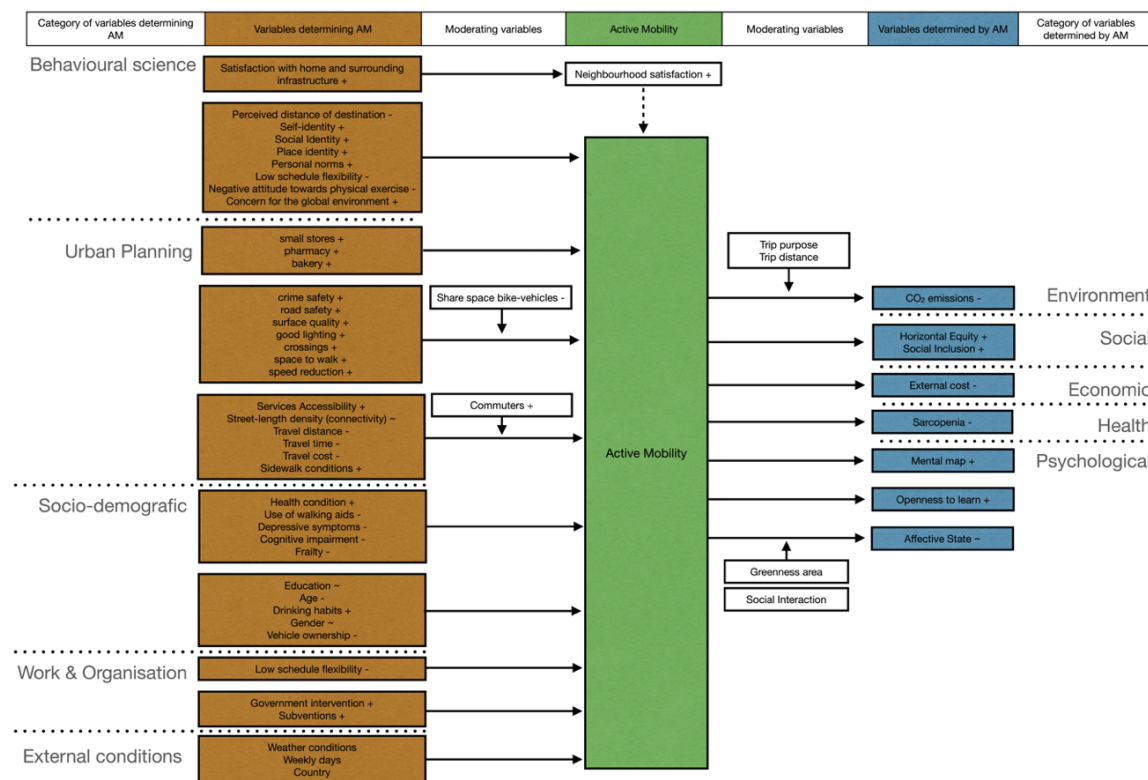 Category of variables determining
AM
Variables determining AM
Moderating variables
Active Mobility
Moderating variables
Variables determined by AM
Category of variables
determined by AM
Behavioural science
Satisfaction with home and surrounding
infrastructure +
Neighbourhood satisfaction +
Perceived distance of destination -
Self-identity +
Social Identity +
Place identity +
Personal norms +
Low schedule flexibility -
Negative attitude towards physical exercise -
Concern for the global environment +
Urban Planning
small stores +
pharmacy +
bakery +
crime safety +
road safety +
surface quality +
good lighting +
crossings +
space to walk +
speed reduction +
Share space bike-vehicles -
Services Accessibility +
Street-length density (connectivity) ~
Travel distance -
Travel time -
Travel cost -
Sidewalk conditions +
Commuters +
Socio-demografic
Health condition +
Use of walking aids -
Depressive symptoms -
Cognitive impairment -
Frailty -
Education ~
Age -
Drinking habits +
Gender ~
Vehicle ownership -
Work & Organisation
Low schedule flexibility -
Government intervention +
Subventions +
External conditions
Weather conditions
Weekly days
Country
Active Mobility
Trip purpose
Trip distance
CO₂ emissions -
Environment
Horizontal Equity +
Social Inclusion +
Social
External cost -
Economic
Sarcopenia -
Health
Mental map +
Psychological
Openness to learn +
Affective State ~
Greenness area
Social Interaction